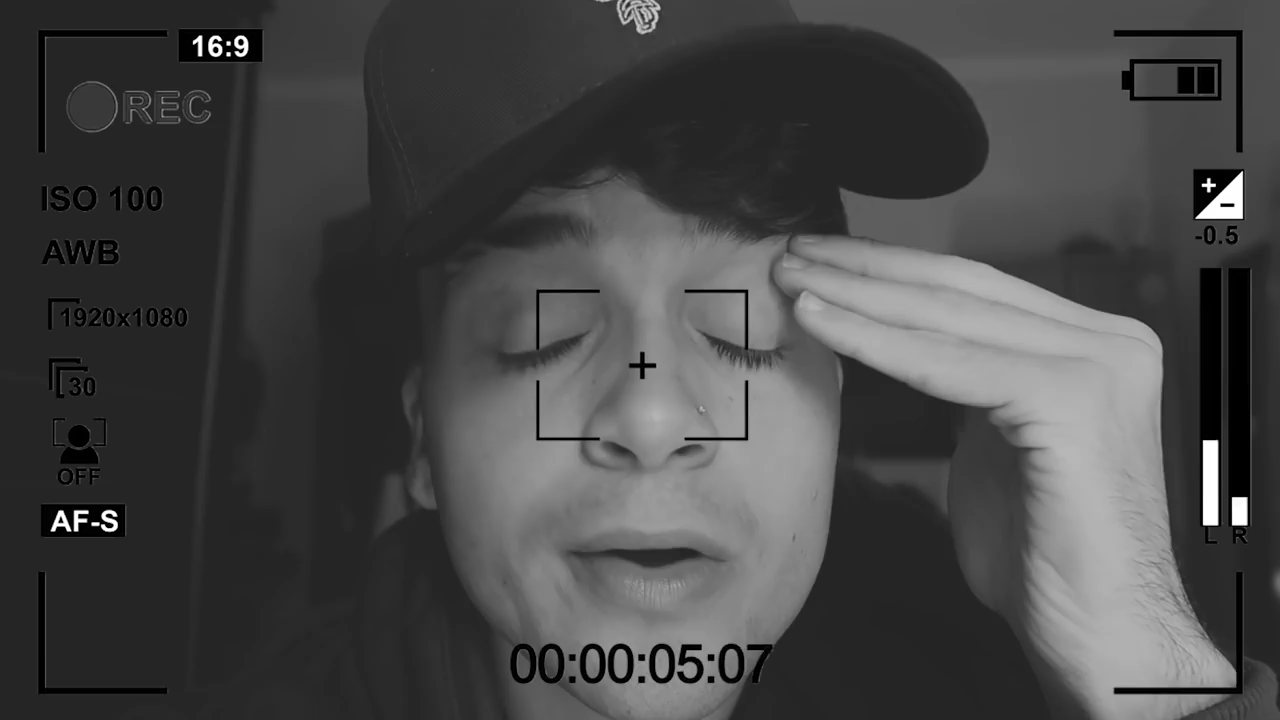 16:9
REC
ISO 100
AWB
1920x1080
30
OFF
AF-S
+
-
-0.5
L R
00:00:05:07